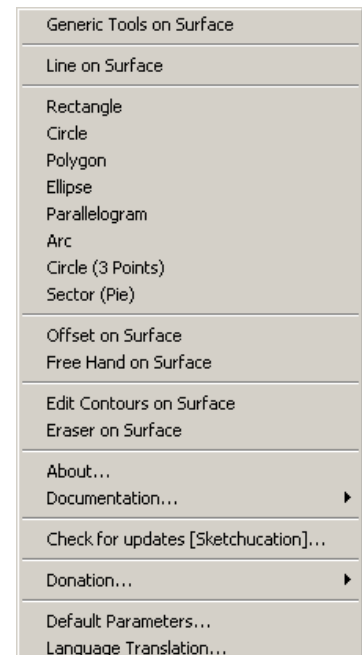 Generic Tools on Surface
Line on Surface
Rectangle
Circle
Polygon
Ellipse
Parallelogram
Arc
Circle (3 Points)
Sector (Pie)
Offset on Surface
Free Hand on Surface
Edit Contours on Surface
Eraser on Surface
About...
Documentation...
Check for updates [Sketchucation]...
Donation...
Default Parameters...
Language Translation...